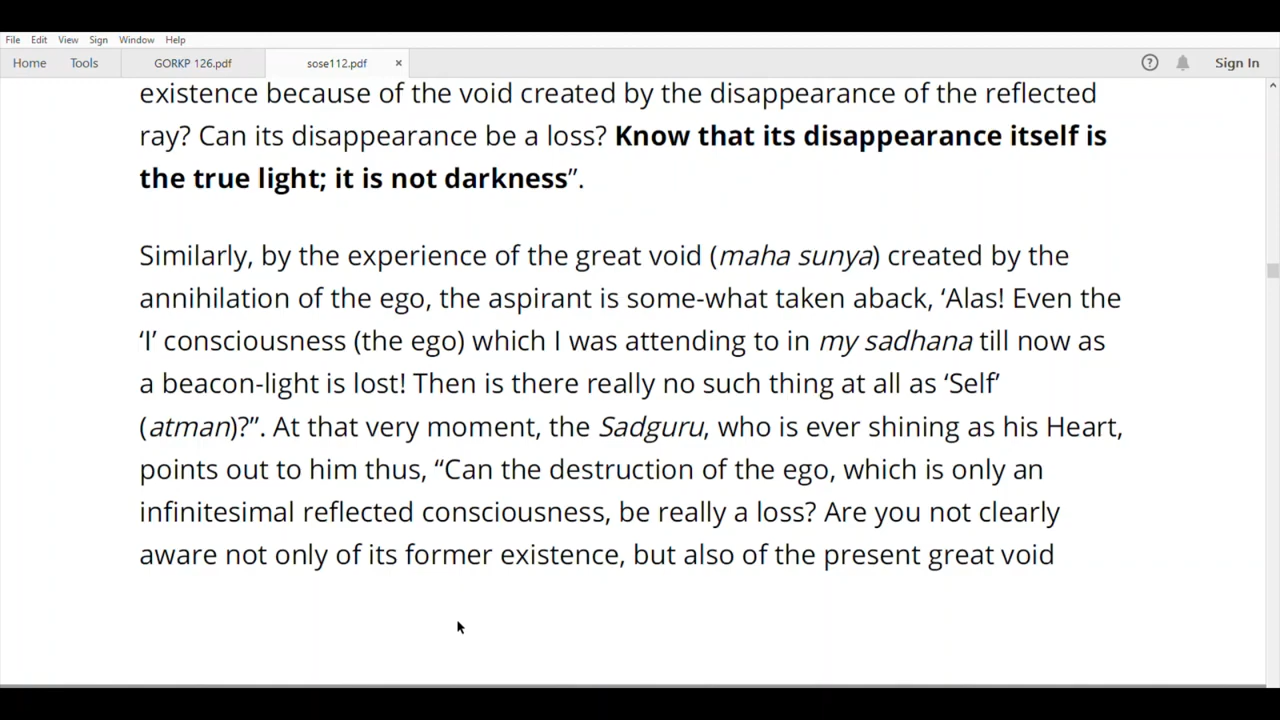 File Edit View Sign Window Help
Home Tools GORKP 126.pdf sose112.pdf × ? Sign In
existence because of the void created by the disappearance of the reflected
ray? Can its disappearance be a loss? Know that its disappearance itself is
the true light; it is not darkness”.
Similarly, by the experience of the great void (maha sunya) created by the
annihilation of the ego, the aspirant is some-what taken aback, ‘Alas! Even the
‘I’ consciousness (the ego) which I was attending to in my sadhana till now as
a beacon-light is lost! Then is there really no such thing at all as ‘Self’
(atman)?”. At that very moment, the Sadguru, who is ever shining as his Heart,
points out to him thus, “Can the destruction of the ego, which is only an
infinitesimal reflected consciousness, be really a loss? Are you not clearly
aware not only of its former existence, but also of the present great void